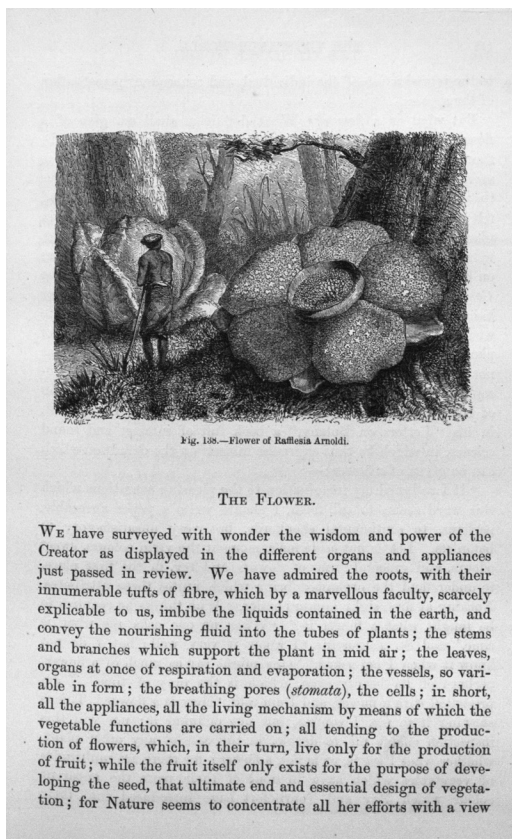 FAGUET
Fig. 138.—Flower of Rafflesia Arnoldi.
THE FLOWER.
WE have surveyed with wonder the wisdom and power of the
Creator as displayed in the different organs and appliances
just passed in review. We have admired the roots, with their
innumerable tufts of fibre, which by a marvellous faculty, scarcely
explicable to us, imbibe the liquids contained in the earth, and
convey the nourishing fluid into the tubes of plants; the stems
and branches which support the plant in mid air; the leaves,
organs at once of respiration and evaporation; the vessels, so vari-
able in form; the breathing pores (stomata), the cells; in short,
all the appliances, all the living mechanism by means of which the
vegetable functions are carried on; all tending to the produc-
tion of flowers, which, in their turn, live only for the production
of fruit; while the fruit itself only exists for the purpose of deve-
loping the seed, that ultimate end and essential design of vegeta-
tion; for Nature seems to concentrate all her efforts with a view